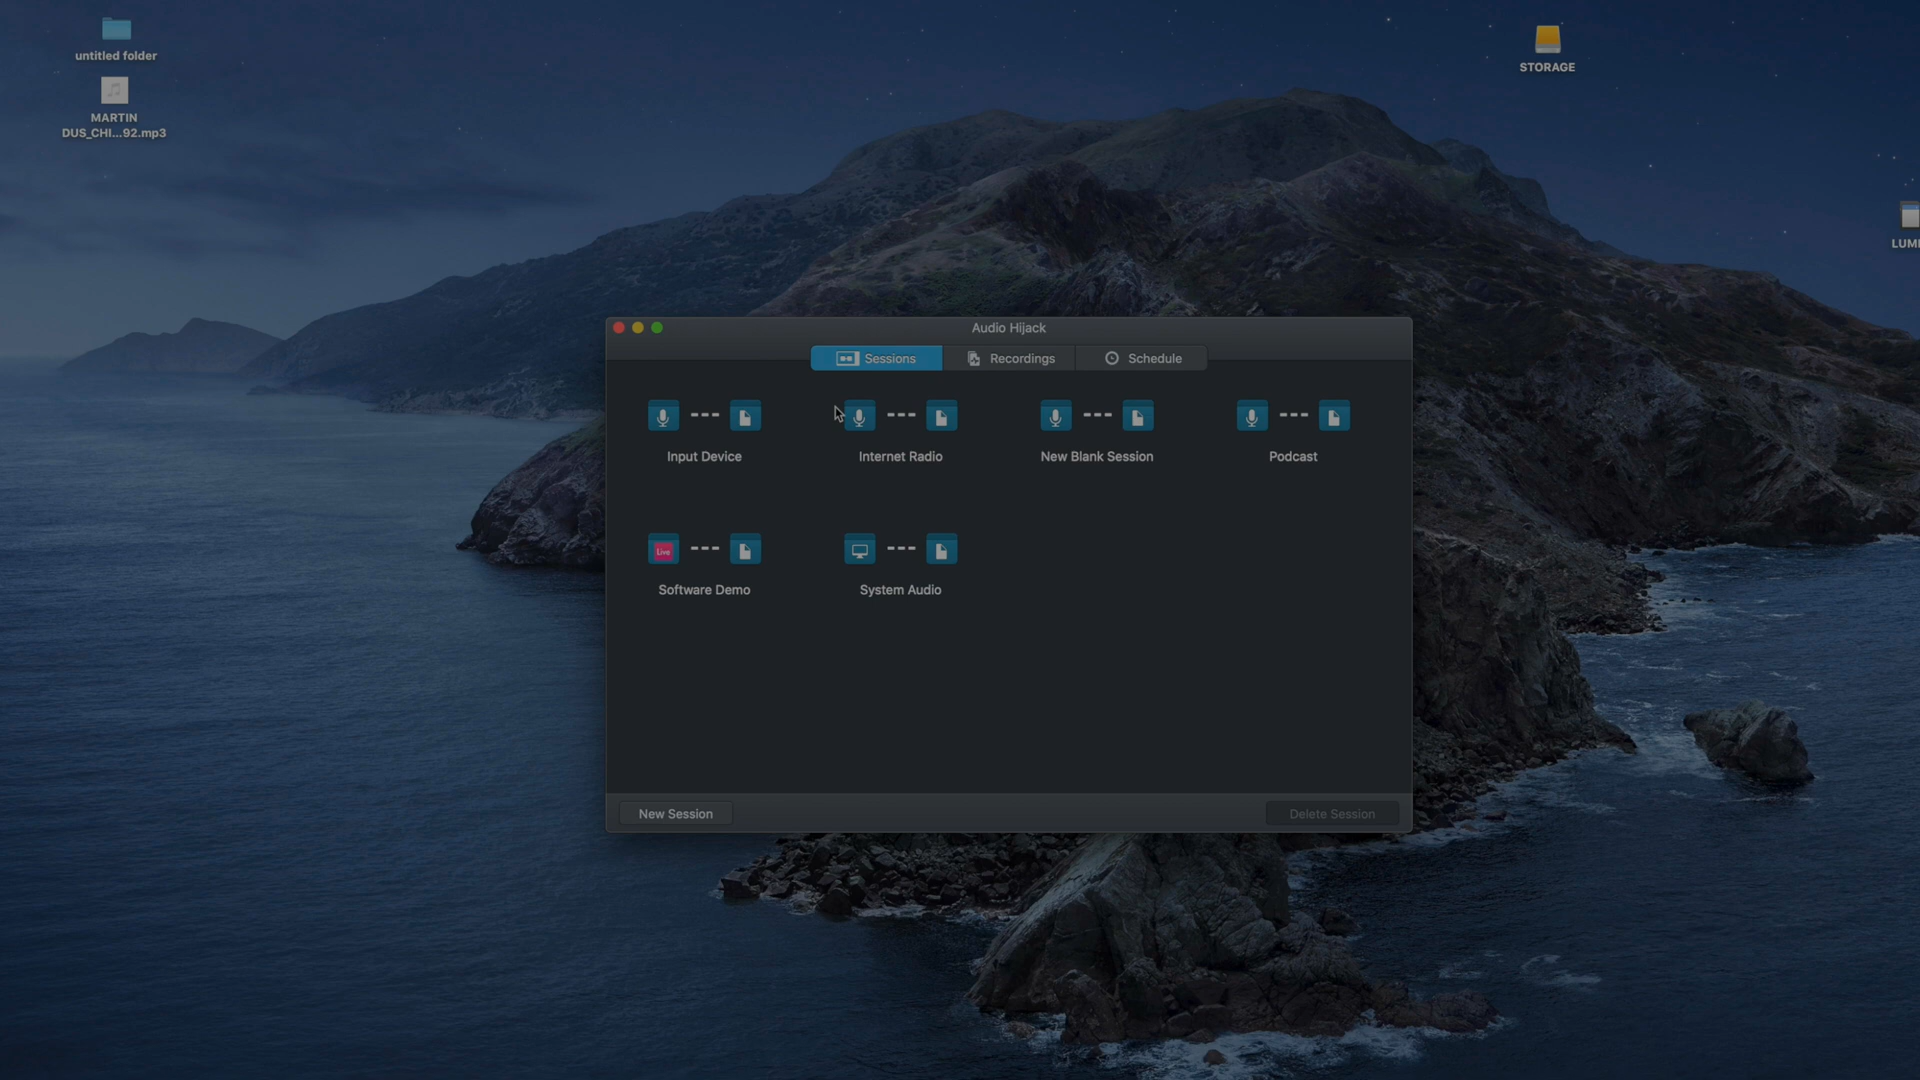 untitled folder
MARTIN
DUS_CHI...92.mp3
STORAGE
LUMI
Audio Hijack
Sessions
Recordings
Schedule
Input Device
Internet Radio
New Blank Session
Podcast
Live
Software Demo
System Audio
New Session
Delete Session